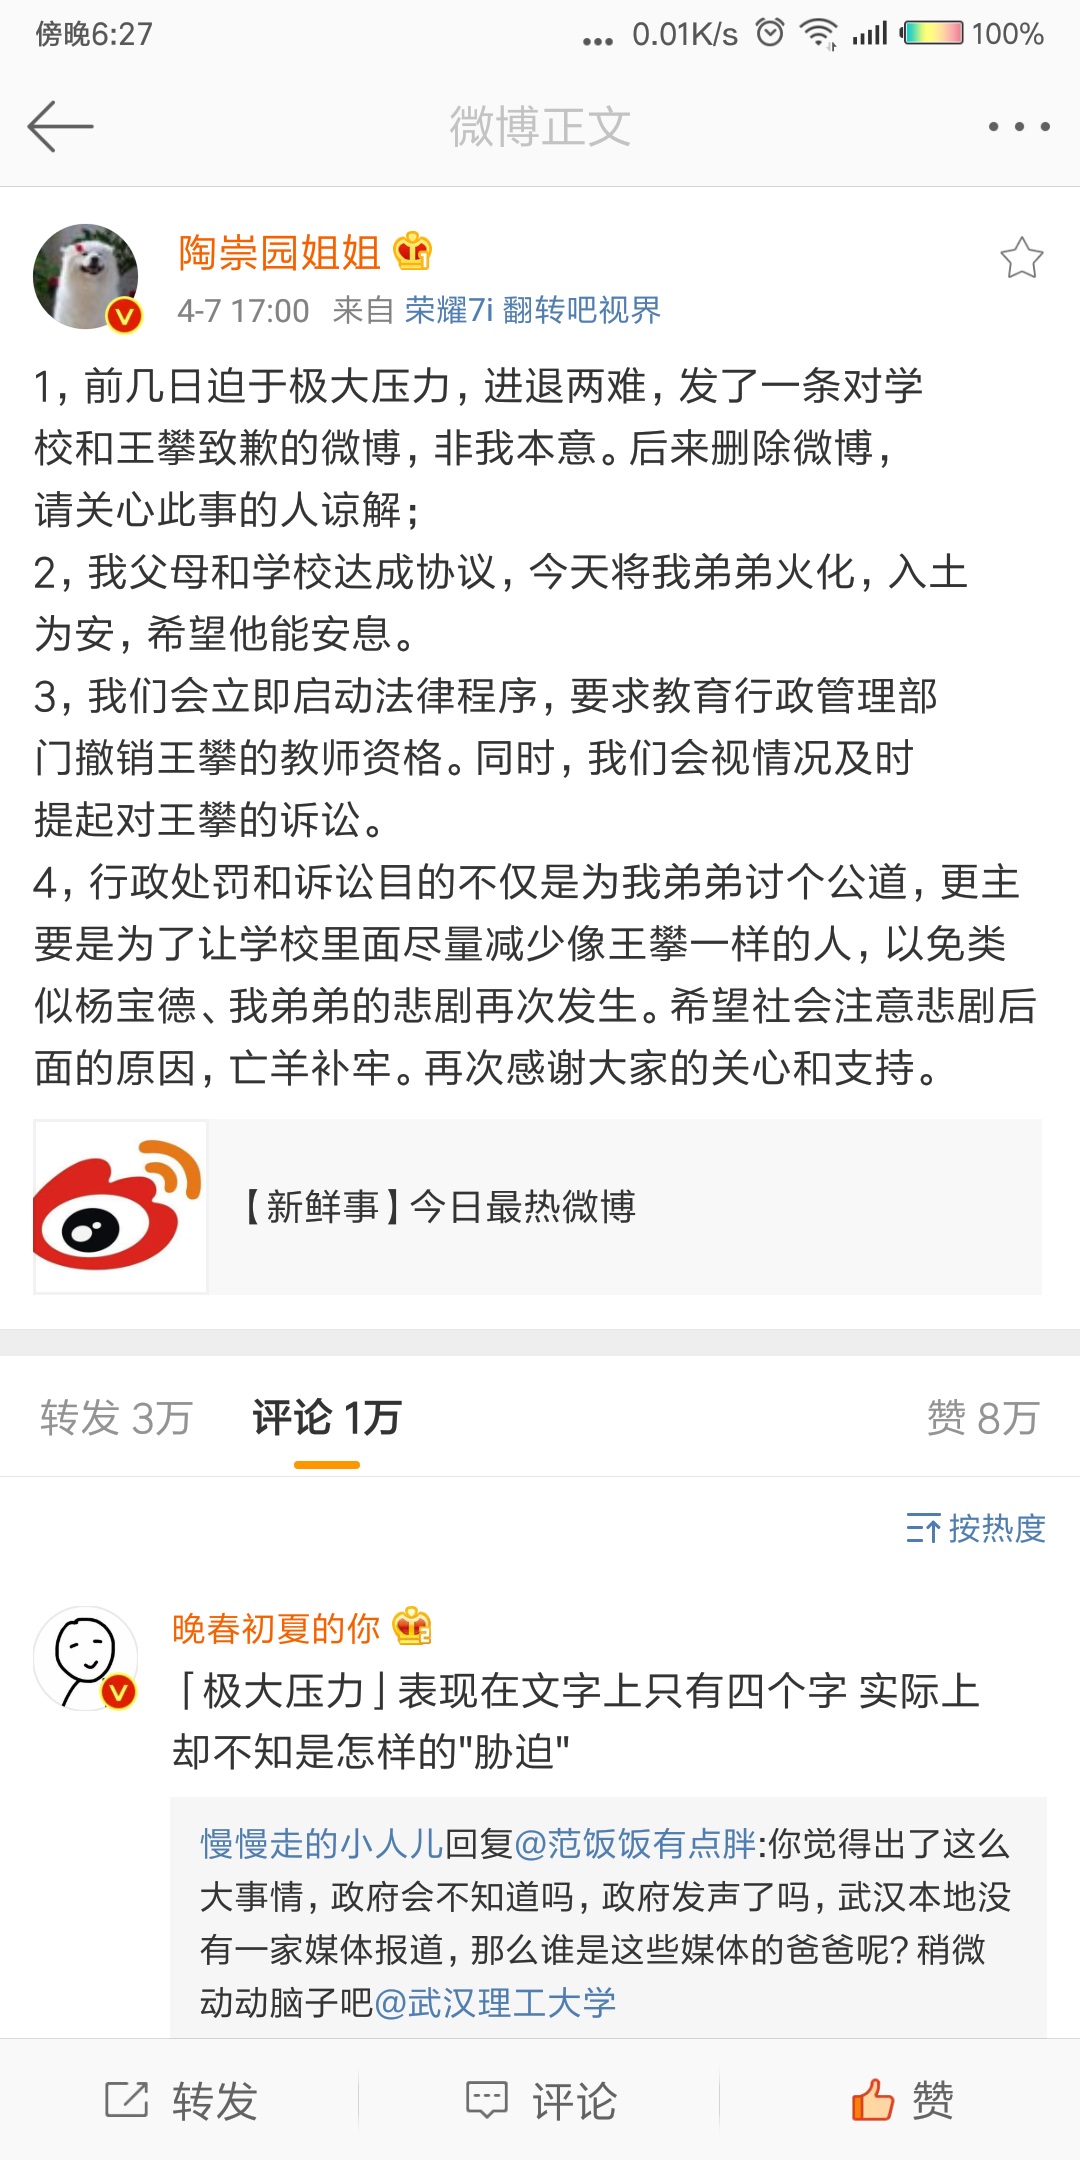 傍晚6:27
... 0.01K/s 100%
微博正文
陶崇园姐姐
4-7 17:00 来自 荣耀7i 翻转吧视界
1，前几日迫于极大压力，进退两难，发了一条对学
校和王攀致歉的微博，非我本意。后来删除微博，
请关心此事的人谅解；
2，我父母和学校达成协议，今天将我弟弟火化，入土
为安，希望他能安息。
3，我们会立即启动法律程序，要求教育行政管理部
门撤销王攀的教师资格。同时，我们会视情况及时
提起对王攀的诉讼。
4，行政处罚和诉讼目的不仅是为我弟弟讨个公道，更主
要是为了让学校里面尽量减少像王攀一样的人，以免类
似杨宝德、我弟弟的悲剧再次发生。希望社会注意悲剧后
面的原因，亡羊补牢。再次感谢大家的关心和支持。
【新鲜事】今日最热微博
转发 3万 评论 1万 赞 8万
按热度
晚春初夏的你
「极大压力」表现在文字上只有四个字 实际上
却不知是怎样的"胁迫"
慢慢走的小人儿回复@范饭饭有点胖:你觉得出了这么
大事情，政府会不知道吗，政府发声了吗，武汉本地没
有一家媒体报道，那么谁是这些媒体的爸爸呢？稍微
动动脑子吧@武汉理工大学
转发 评论 赞